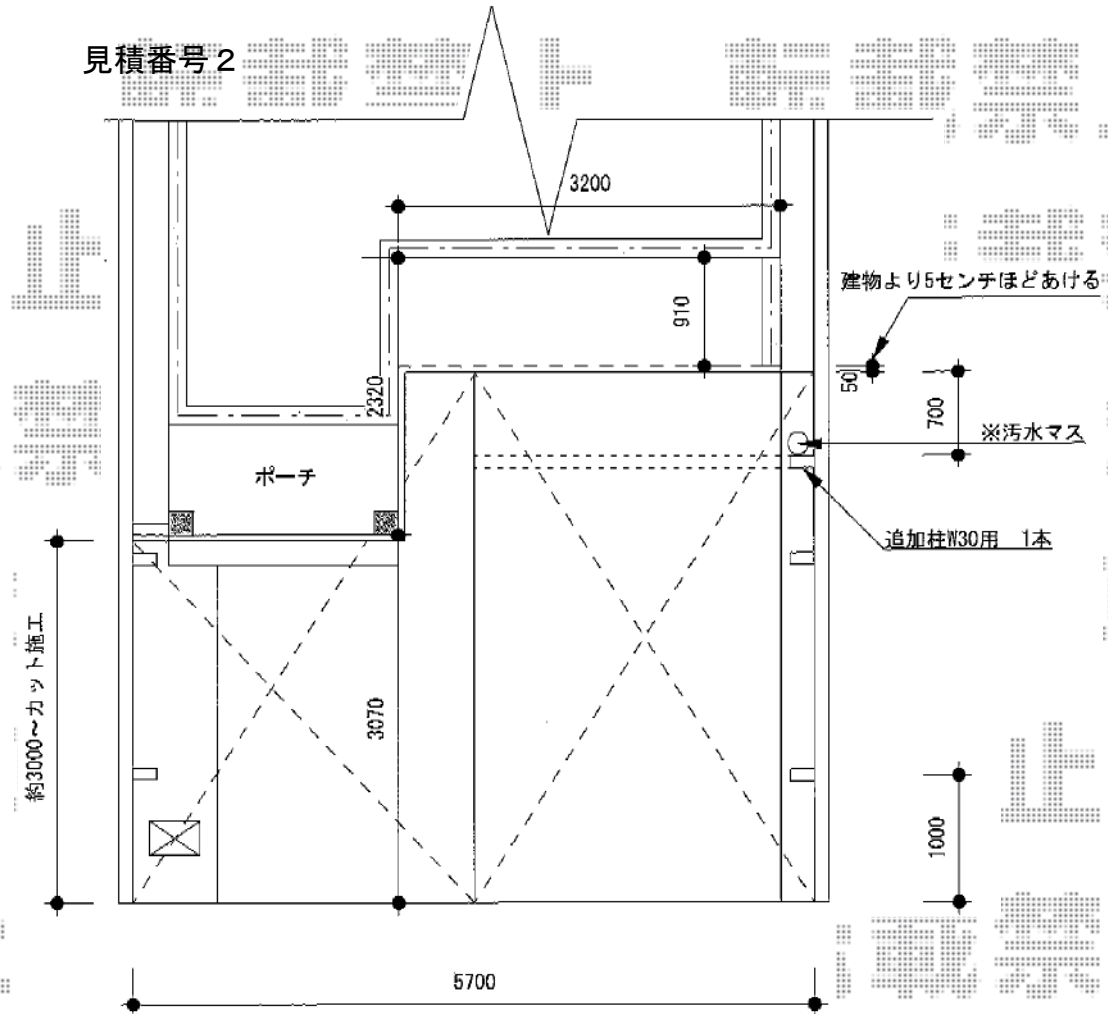 見積番号２
3200
建物より5センチほどあける
910
50
2320
700
※汚水マス
ポーチ
追加柱W30用　1本
約3000～カット施工
3070
1000
5700